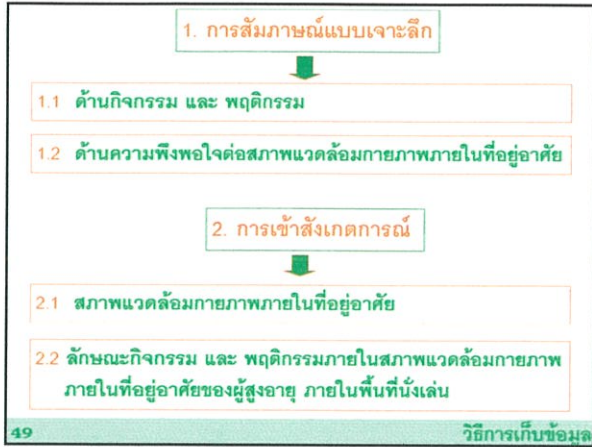 1. การสัมภาษณ์แบบเจาะลึก
1.1 ด้านกิจกรรม และ พฤติกรรม
1.2 ด้านความพึงพอใจต่อสภาพแวดล้อมกายภาพภายในที่อยู่อาศัย
2. การเข้าสังเกตการณ์
2.1 สภาพแวดล้อมกายภาพภายในที่อยู่อาศัย
2.2 ลักษณะกิจกรรม และ พฤติกรรมภายในสภาพแวดล้อมกายภาพ
ภายในที่อยู่อาศัยของผู้สูงอายุ ภายในพื้นที่นั่งเล่น
49 วิธีการเก็บข้อมูล